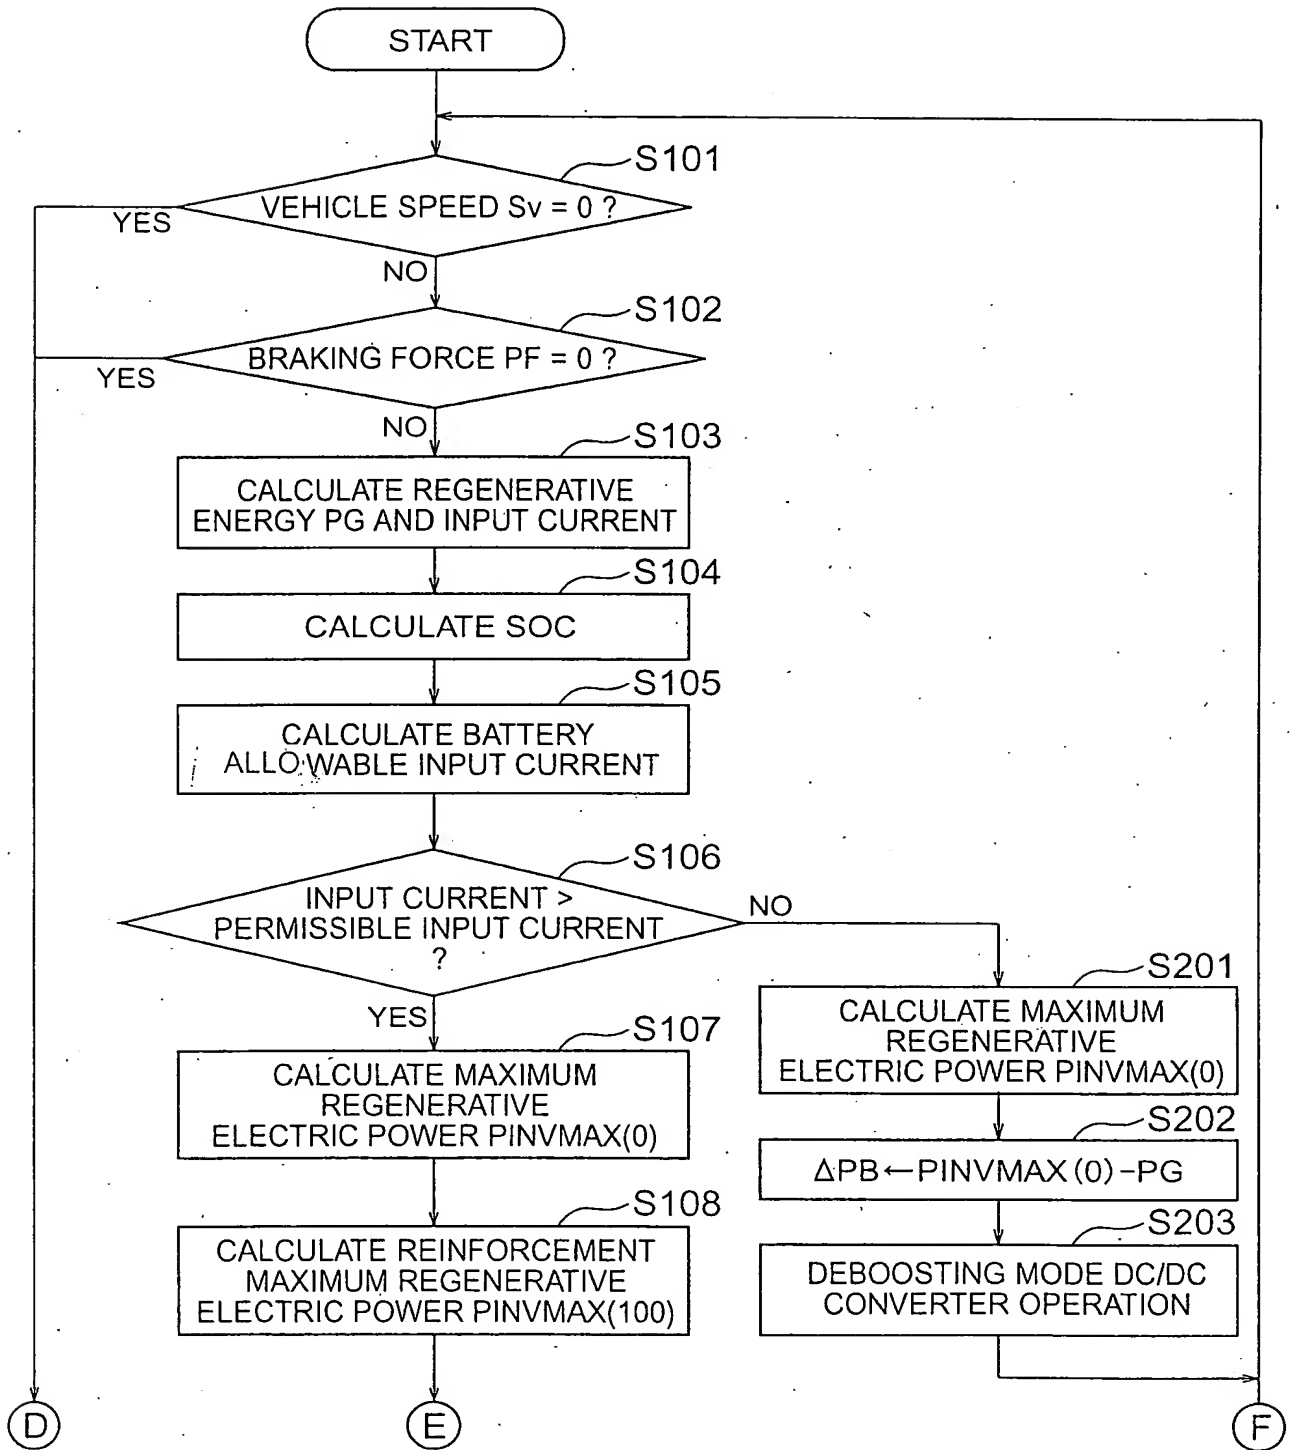 START
S101
VEHICLE SPEED Sv = 0 ?
YES
NO
S102
BRAKING FORCE PF = 0 ?
YES
NO
S103
CALCULATE REGENERATIVE
ENERGY PG AND INPUT CURRENT
S104
CALCULATE SOC
S105
CALCULATE BATTERY
ALLOWABLE INPUT CURRENT
S106
INPUT CURRENT >
PERMISSIBLE INPUT CURRENT
?
NO
YES
S107
CALCULATE MAXIMUM
REGENERATIVE
ELECTRIC POWER PINVMAX(0)
S108
CALCULATE REINFORCEMENT
MAXIMUM REGENERATIVE
ELECTRIC POWER PINVMAX(100)
S201
CALCULATE MAXIMUM
REGENERATIVE
ELECTRIC POWER PINVMAX(0)
S202
ΔPB←PINVMAX(0)-PG
S203
DEBOOSTING MODE DC/DC
CONVERTER OPERATION
D
E
F